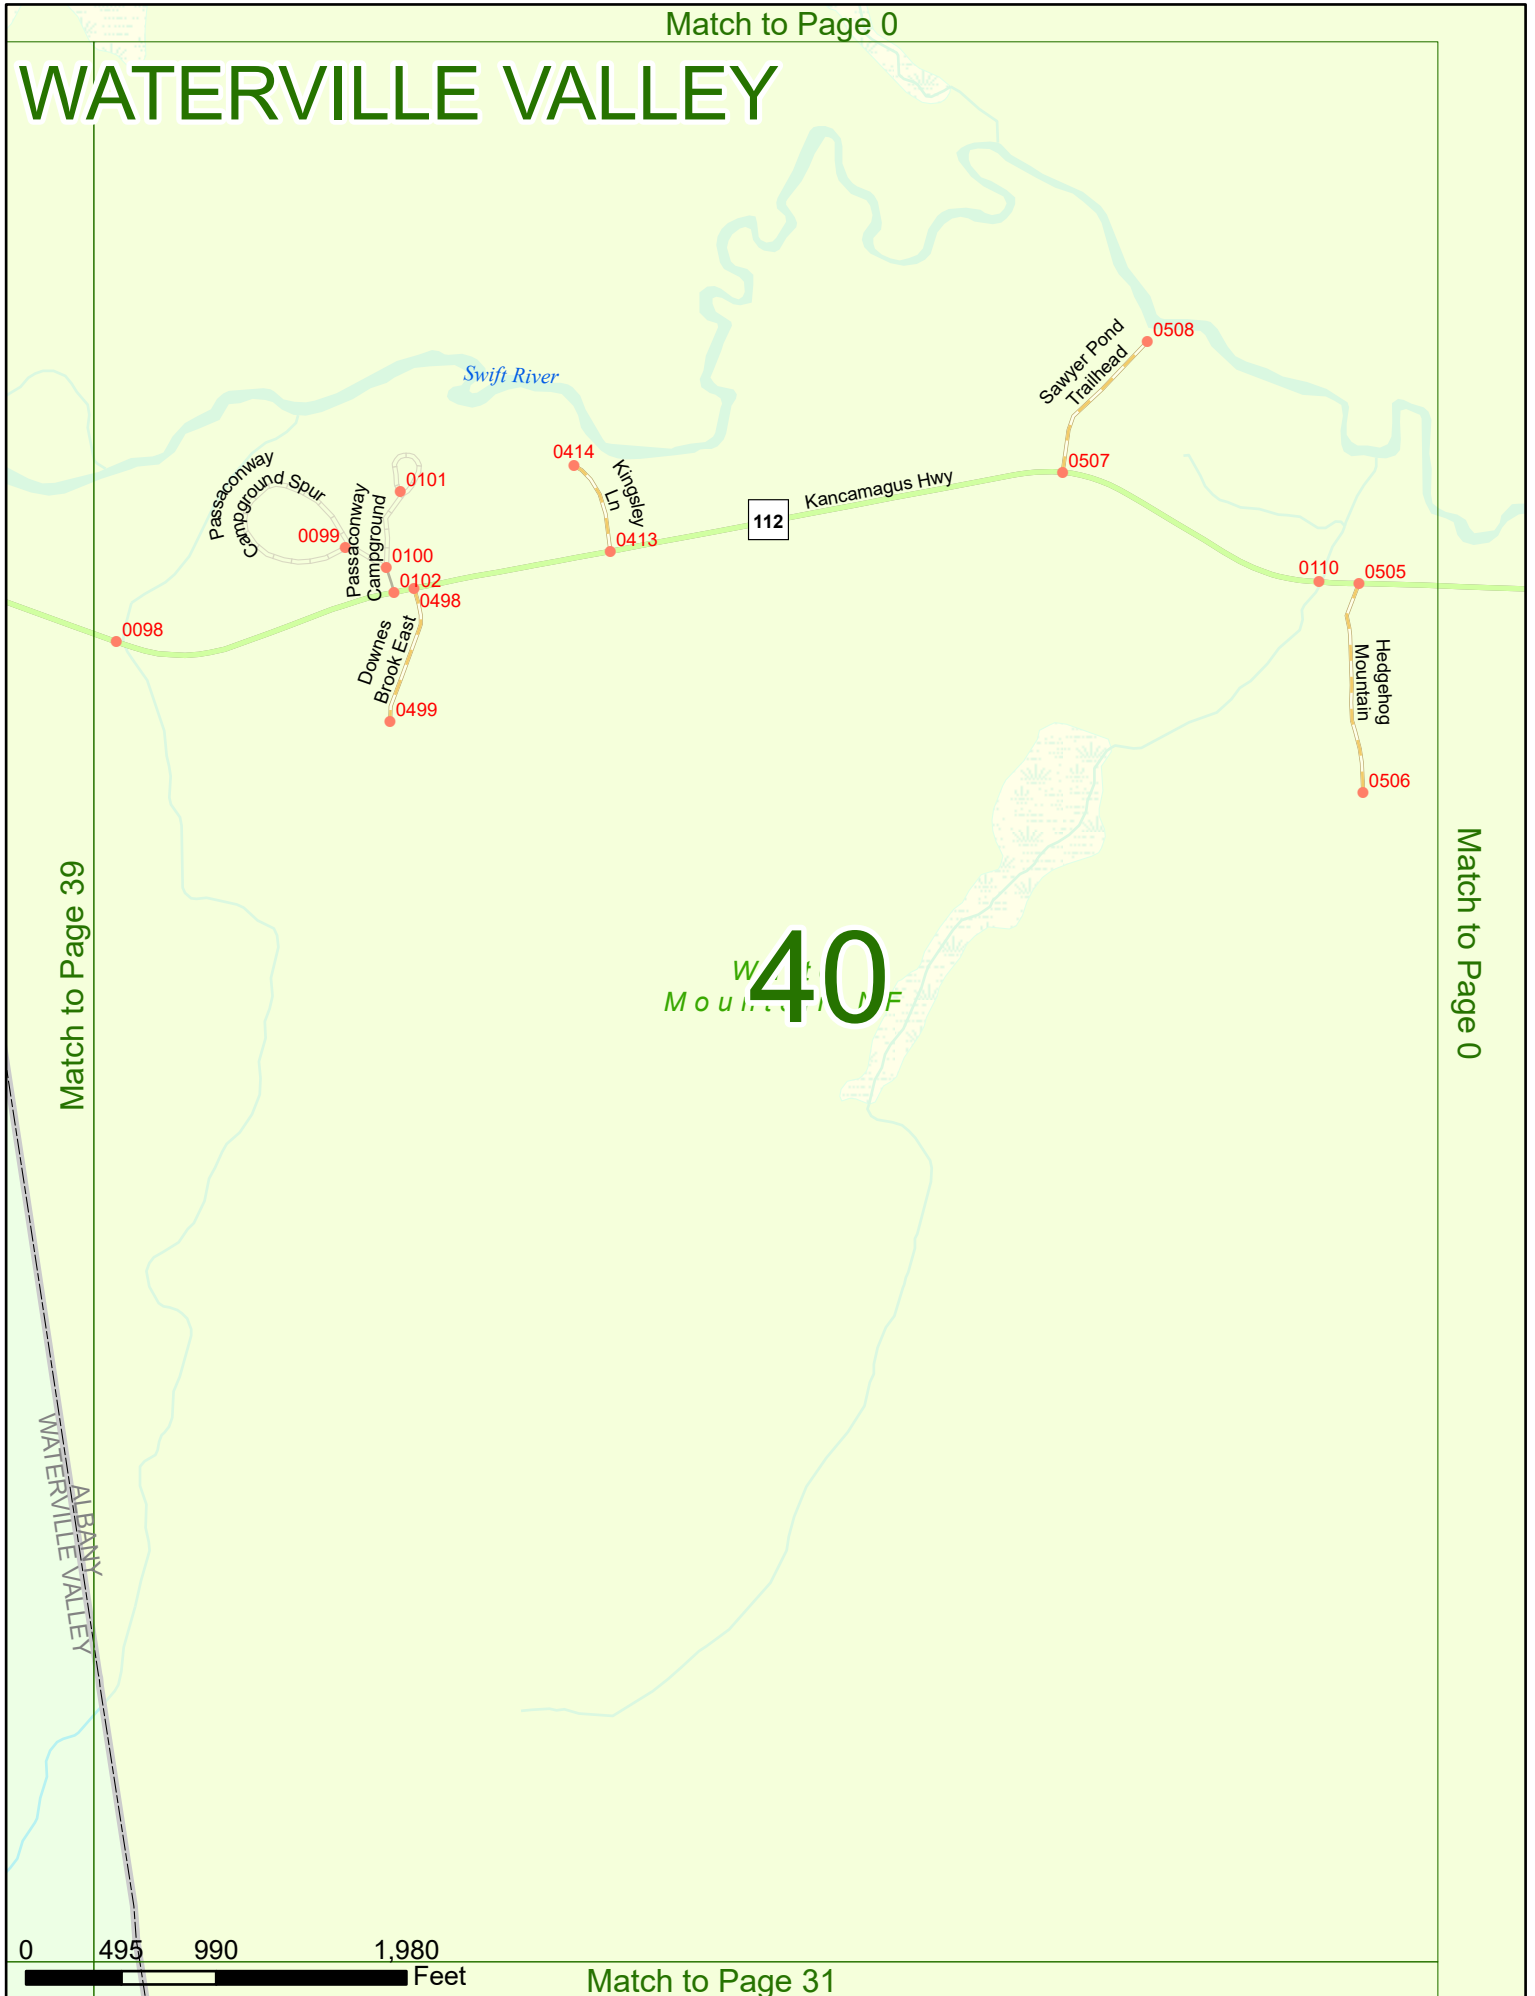 Match to Page 0
WATERVILLE VALLEY
0508
Sawyer Pond
Trailhead
Swift River
0507
0414
Kingsley
Ln
0413
Kancamagus Hwy
112
Passaconway
Campground Spur
0101
Passaconway
Campground
0099
0100
0102
0498
0110
0505
0098
Downes
Brook East
0499
Hedgehog
Mountain
0506
Match to Page 39
Match to Page 0
40
NF
ALBANY
WATERVILLE VALLEY
0 495 990 1,980
Feet
Match to Page 31